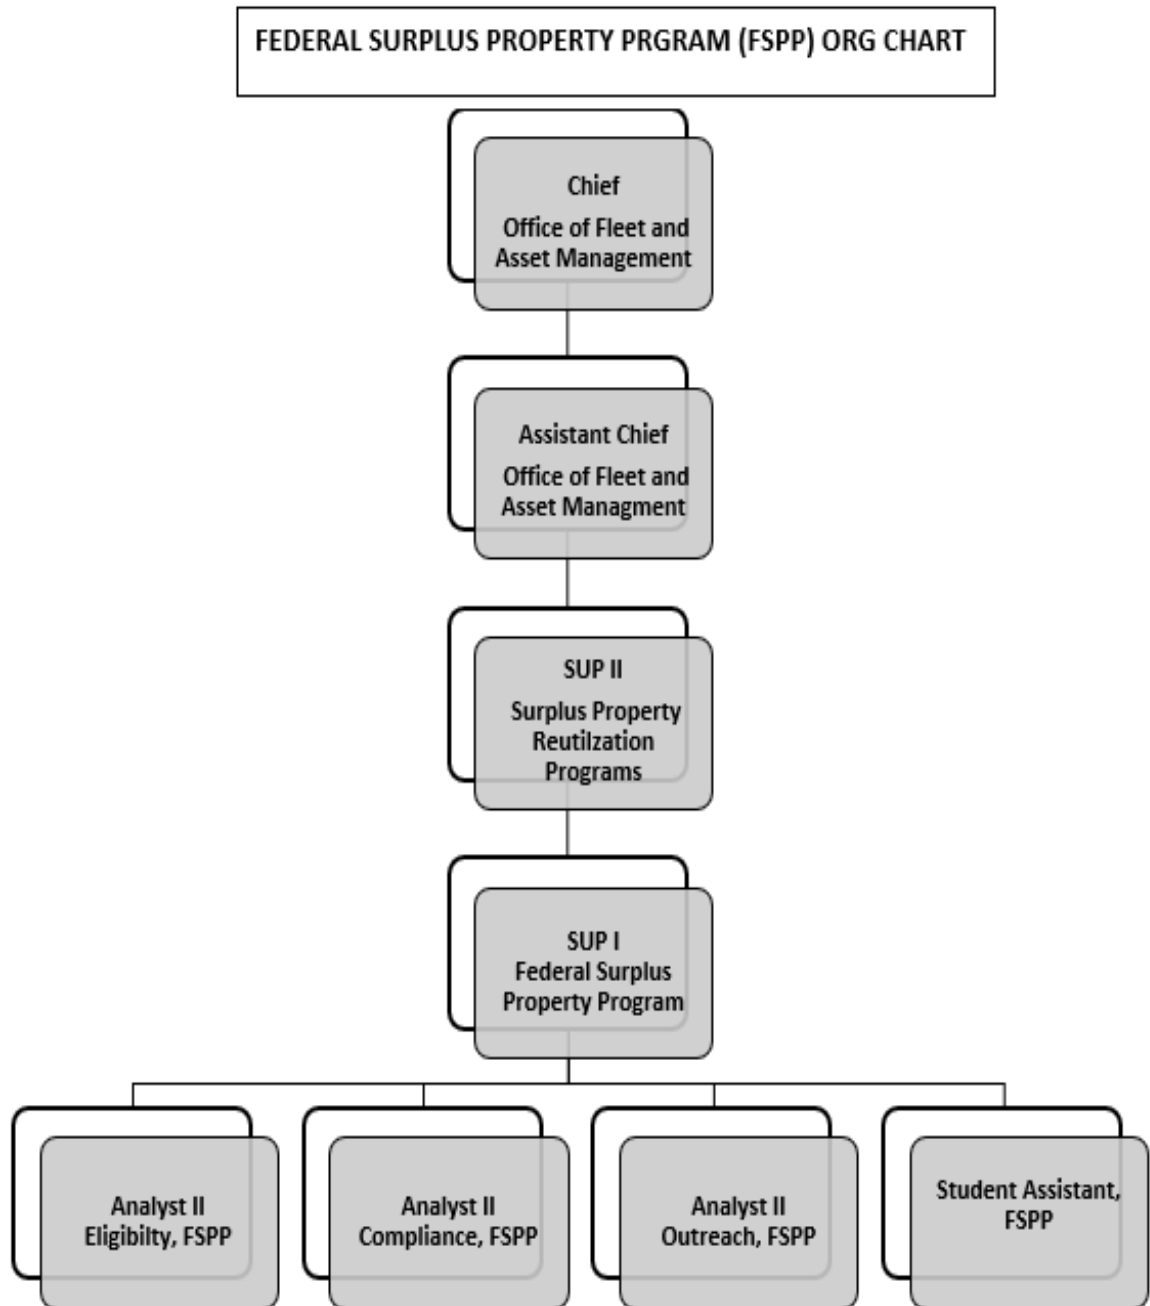 FEDERAL SURPLUS PROPERTY PRGRAM (FSPP) ORG CHART
Chief
Office of Fleet and
Asset Management
Assistant Chief
Office of Fleet and
Asset Managment
SUP II
Surplus Property
Reutilzation
Programs
SUP I
Federal Surplus
Property Program
Analyst II
Eligibilty, FSPP
Analyst II
Compliance, FSPP
Analyst II
Outreach, FSPP
Student Assistant,
FSPP